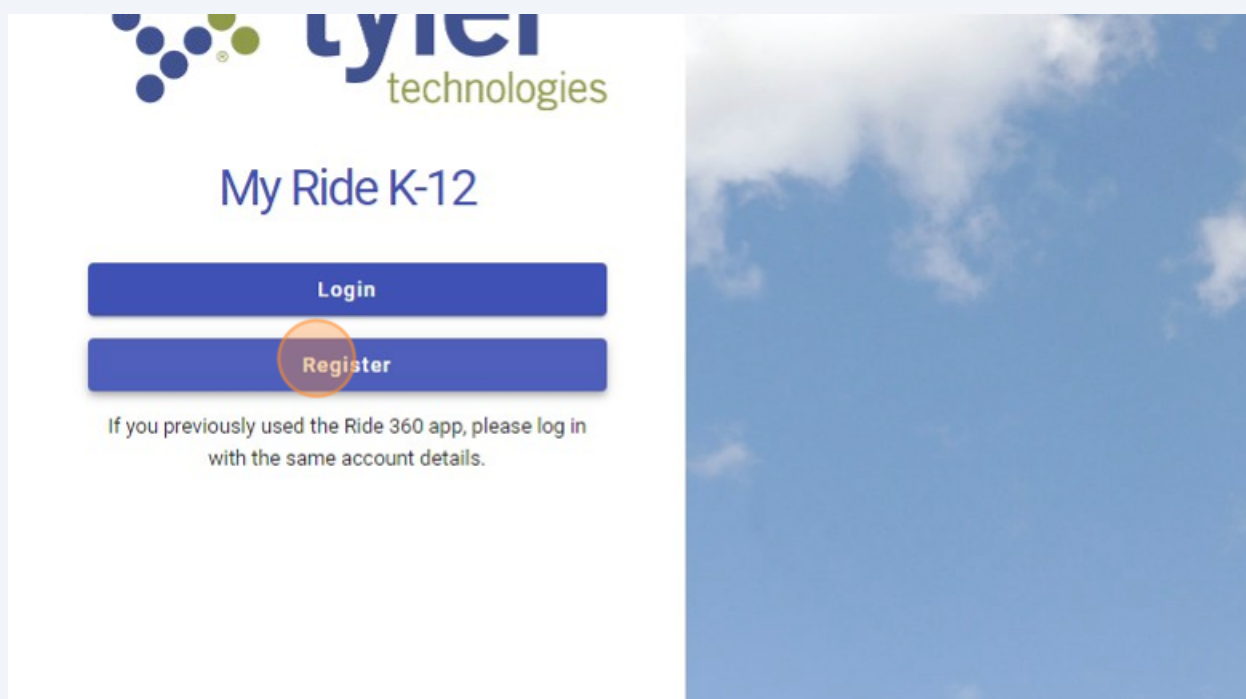 tyler
technologies
®
My Ride K-12
Login
Register
If you previously used the Ride 360 app, please log in
with the same account details.